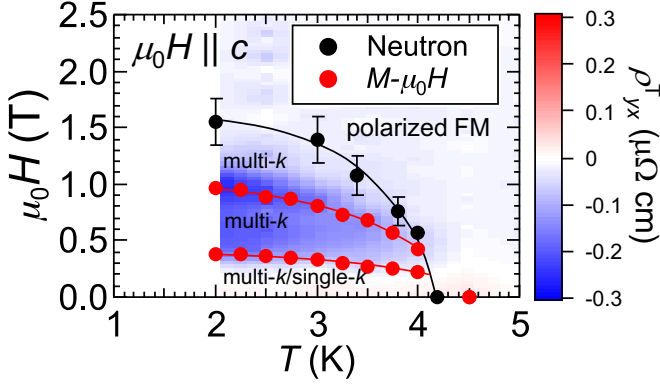 μ₀H || c
Neutron
M-μ₀H
polarized FM
multi-k
multi-k
multi-k/single-k
2.5
2.0
1.5
1.0
0.5
0.0
μ₀H (T)
1 2 3 4 5
T (K)
0.3
0.2
0.1
0
-0.1
-0.2
-0.3
ρᵀyx (μΩ cm)